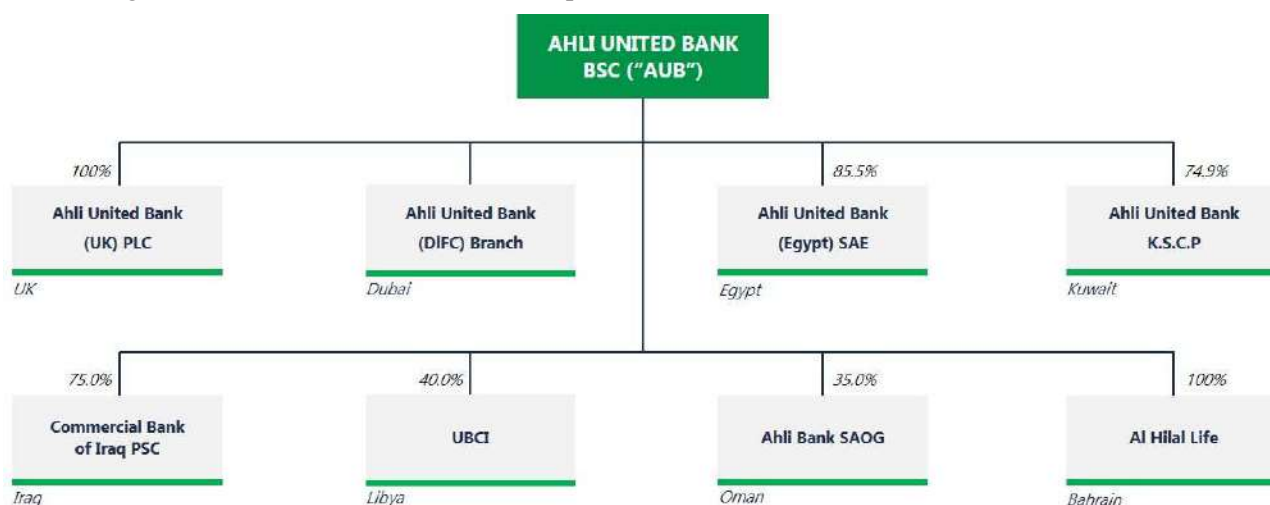 AHLI UNITED BANK
BSC ("AUB")
100%
85.5%
74.9%
Ahli United Bank
(UK) PLC
Ahli United Bank
(DIFC) Branch
Ahli United Bank
(Egypt) SAE
Ahli United Bank
K.S.C.P
UK
Dubai
Egypt
Kuwait
75.0%
40.0%
35.0%
100%
Commercial Bank
of Iraq PSC
UBCI
Ahli Bank SAOG
Al Hilal Life
Iraq
Libya
Oman
Bahrain